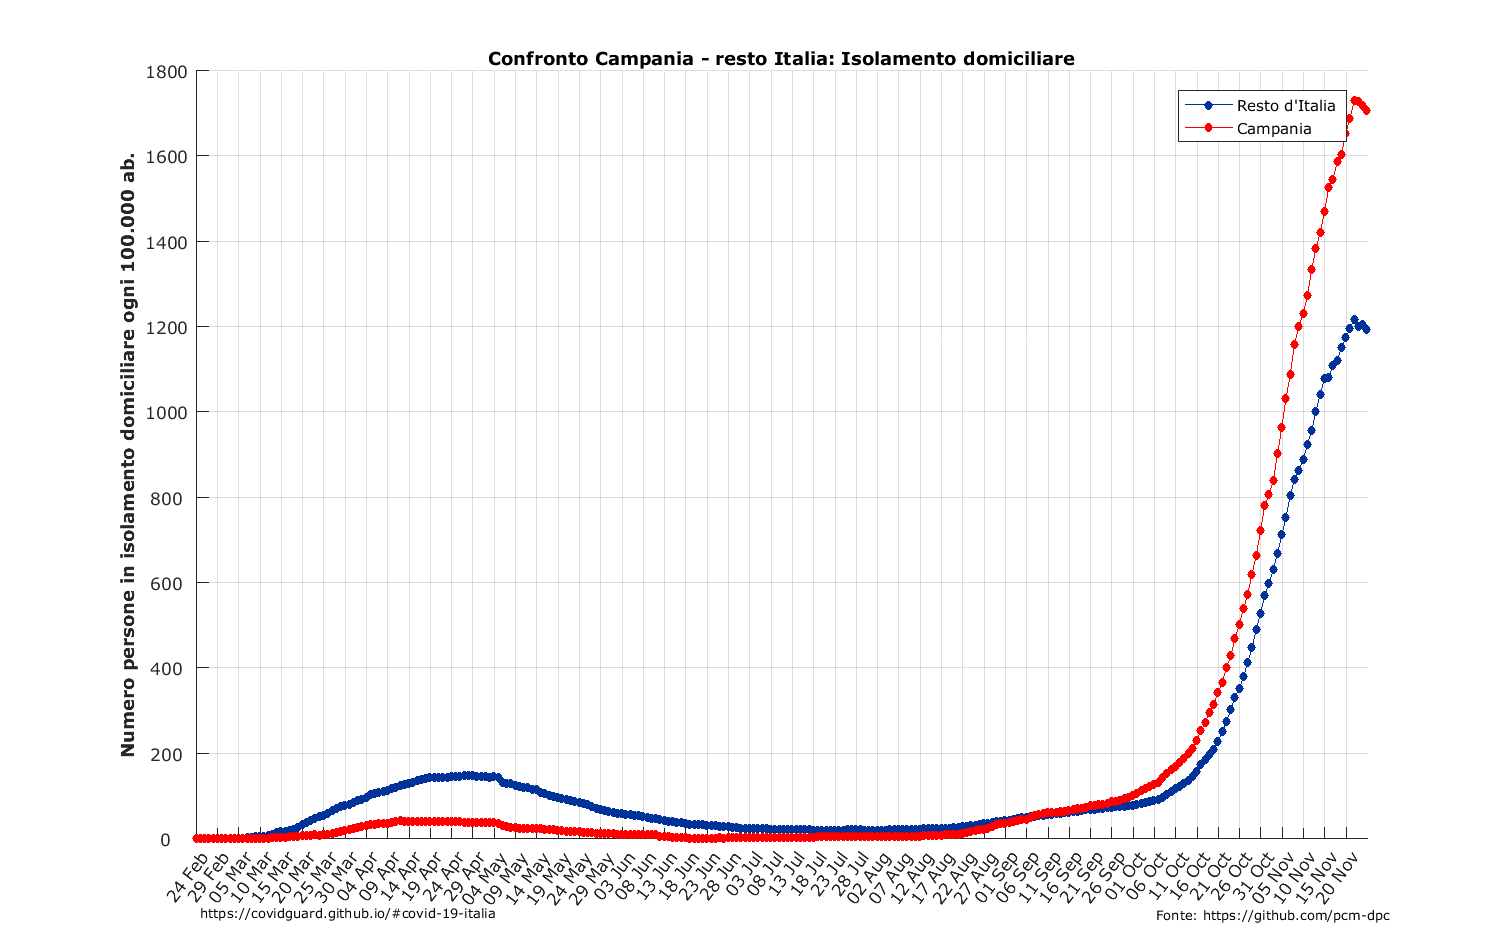 Confronto Campania - resto Italia: Isolamento domiciliare
Numero persone in isolamento domiciliare ogni 100.000 ab.
1800
1600
1400
1200
1000
800
600
400
200
0
Resto d'Italia
Campania
24 Feb
29 Feb
05 Mar
10 Mar
15 Mar
20 Mar
25 Mar
30 Mar
04 Apr
09 Apr
14 Apr
19 Apr
24 Apr
29 Apr
04 May
09 May
14 May
19 May
24 May
29 May
03 Jun
08 Jun
13 Jun
18 Jun
23 Jun
28 Jun
03 Jul
08 Jul
13 Jul
18 Jul
23 Jul
28 Jul
02 Aug
07 Aug
12 Aug
17 Aug
22 Aug
27 Aug
01 Sep
06 Sep
11 Sep
16 Sep
21 Sep
26 Sep
01 Oct
06 Oct
11 Oct
16 Oct
21 Oct
26 Oct
31 Oct
05 Nov
10 Nov
15 Nov
20 Nov
https://covidguard.github.io/#covid-19-italia
Fonte: https://github.com/pcm-dpc